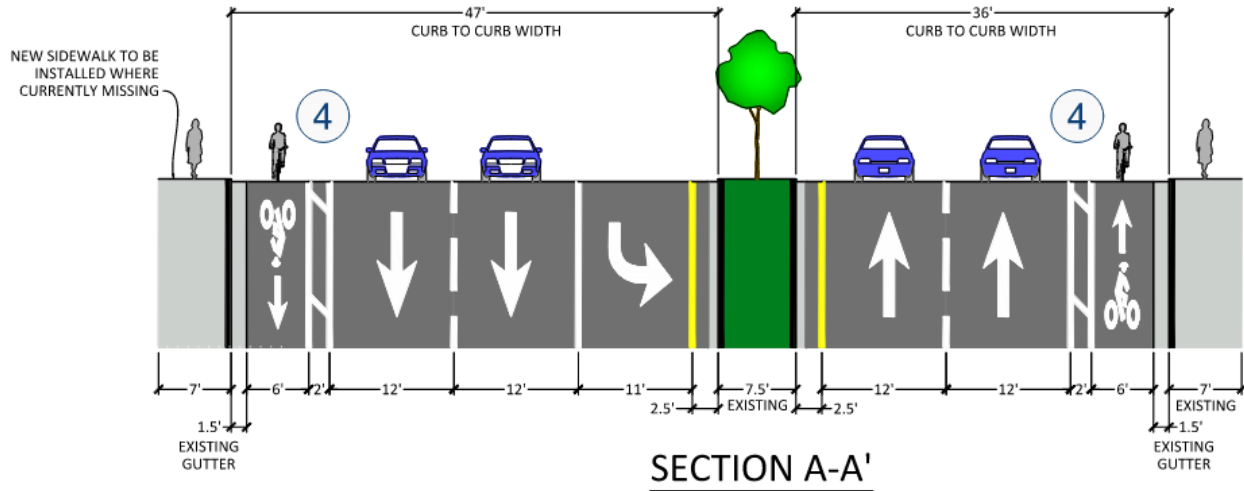 47'
CURB TO CURB WIDTH
36'
CURB TO CURB WIDTH
NEW SIDEWALK TO BE
INSTALLED WHERE
CURRENTLY MISSING
4
4
7'
6'
2'
12'
12'
11'
7.5'
EXISTING
12'
12'
2'
6'
7'
EXISTING
2.5'
2.5'
1.5'
EXISTING
GUTTER
1.5'
EXISTING
GUTTER
SECTION A-A'